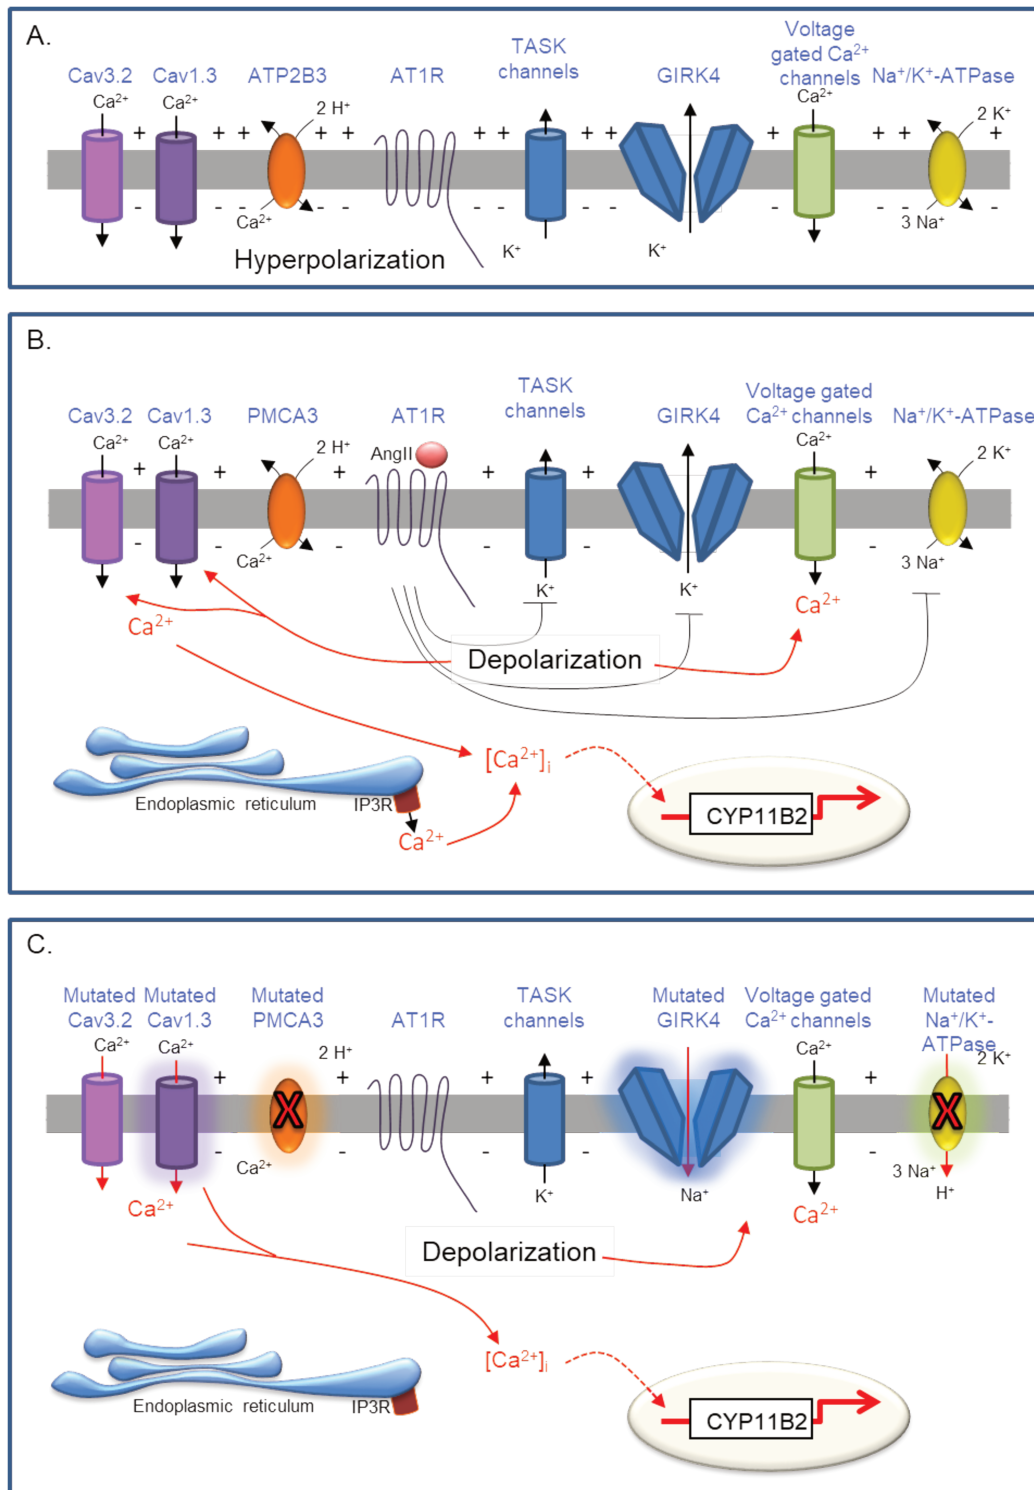 A.
Cav3.2
Cav1.3
ATP2B3
AT1R
TASK
channels
GIRK4
Voltage
gated Ca²⁺
channels
Na⁺/K⁺-ATPase
Ca²⁺
Ca²⁺
2 H⁺
Ca²⁺
2 K⁺
+ + + + + + + + + + + + + +
- - - - - - - - - - - - - -
Ca²⁺
K⁺
K⁺
3 Na⁺
Hyperpolarization
B.
Cav3.2
Cav1.3
PMCA3
AT1R
TASK
channels
GIRK4
Voltage gated
Ca²⁺ channels
Na⁺/K⁺-ATPase
Ca²⁺
Ca²⁺
2 H⁺
AngII
Ca²⁺
2 K⁺
+ + + + + +
- - - - - -
Ca²⁺
K⁺
K⁺
3 Na⁺
Ca²⁺
Ca²⁺
Depolarization
[Ca²⁺]i
Endoplasmic reticulum
IP3R
Ca²⁺
CYP11B2
C.
Mutated
Cav3.2
Mutated
Cav1.3
Mutated
PMCA3
AT1R
TASK
channels
Mutated
GIRK4
Voltage gated
Ca²⁺ channels
Mutated
Na⁺/K⁺-
ATPase
Ca²⁺
Ca²⁺
2 H⁺
Ca²⁺
2 K⁺
+ + + + +
X
X
- - - - -
Ca²⁺
K⁺
Na⁺
3 Na⁺
H⁺
Ca²⁺
Ca²⁺
Depolarization
[Ca²⁺]i
Endoplasmic reticulum
IP3R
CYP11B2